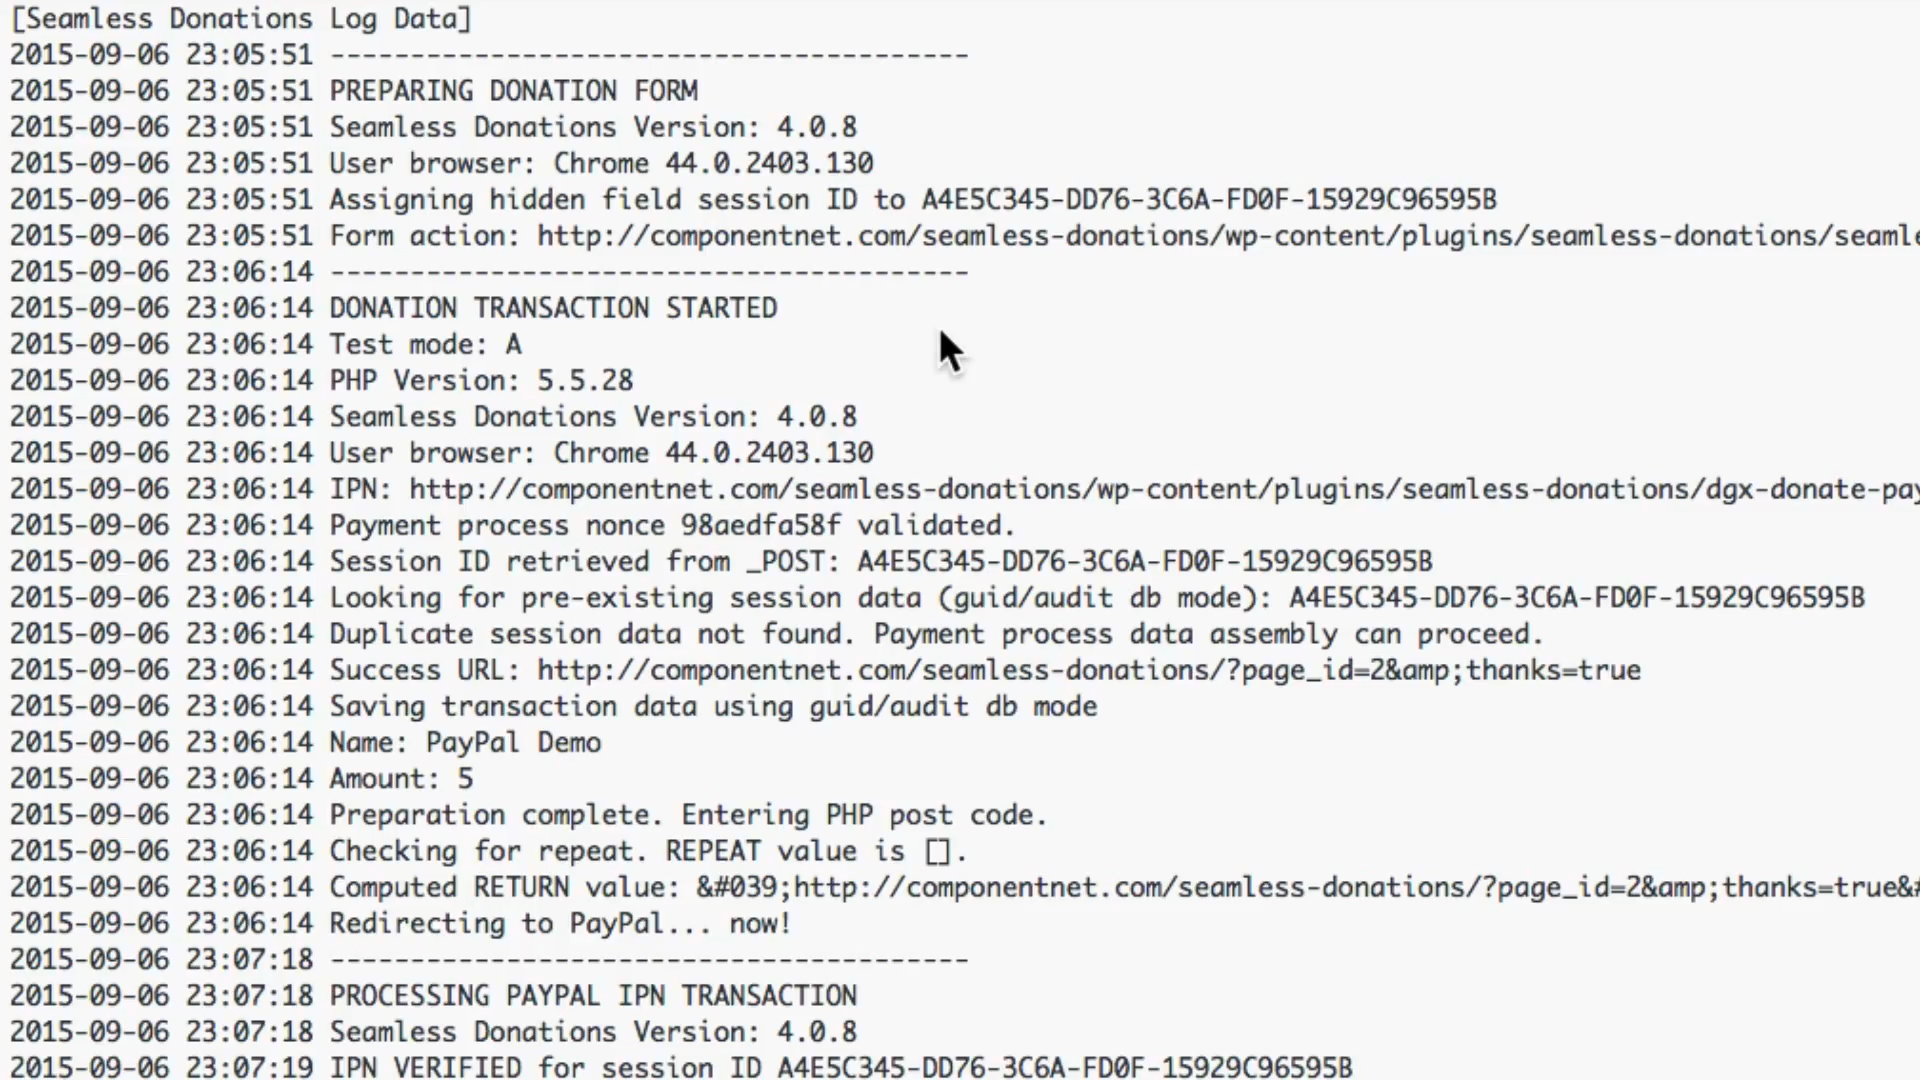 [Seamless Donations Log Data]
2015-09-06 23:05:51 ----------------------------------------
2015-09-06 23:05:51 PREPARING DONATION FORM
2015-09-06 23:05:51 Seamless Donations Version: 4.0.8
2015-09-06 23:05:51 User browser: Chrome 44.0.2403.130
2015-09-06 23:05:51 Assigning hidden field session ID to A4E5C345-DD76-3C6A-FD0F-15929C96595B
2015-09-06 23:05:51 Form action: http://componentnet.com/seamless-donations/wp-content/plugins/seamless-donations/seamle
2015-09-06 23:06:14 ----------------------------------------
2015-09-06 23:06:14 DONATION TRANSACTION STARTED
2015-09-06 23:06:14 Test mode: A
2015-09-06 23:06:14 PHP Version: 5.5.28
2015-09-06 23:06:14 Seamless Donations Version: 4.0.8
2015-09-06 23:06:14 User browser: Chrome 44.0.2403.130
2015-09-06 23:06:14 IPN: http://componentnet.com/seamless-donations/wp-content/plugins/seamless-donations/dgx-donate-pay
2015-09-06 23:06:14 Payment process nonce 98aedfa58f validated.
2015-09-06 23:06:14 Session ID retrieved from _POST: A4E5C345-DD76-3C6A-FD0F-15929C96595B
2015-09-06 23:06:14 Looking for pre-existing session data (guid/audit db mode): A4E5C345-DD76-3C6A-FD0F-15929C96595B
2015-09-06 23:06:14 Duplicate session data not found. Payment process data assembly can proceed.
2015-09-06 23:06:14 Success URL: http://componentnet.com/seamless-donations/?page_id=2&amp;thanks=true
2015-09-06 23:06:14 Saving transaction data using guid/audit db mode
2015-09-06 23:06:14 Name: PayPal Demo
2015-09-06 23:06:14 Amount: 5
2015-09-06 23:06:14 Preparation complete. Entering PHP post code.
2015-09-06 23:06:14 Checking for repeat. REPEAT value is [].
2015-09-06 23:06:14 Computed RETURN value: &#039;http://componentnet.com/seamless-donations/?page_id=2&amp;thanks=true&#
2015-09-06 23:06:14 Redirecting to PayPal... now!
2015-09-06 23:07:18 ----------------------------------------
2015-09-06 23:07:18 PROCESSING PAYPAL IPN TRANSACTION
2015-09-06 23:07:18 Seamless Donations Version: 4.0.8
2015-09-06 23:07:19 IPN VERIFIED for session ID A4E5C345-DD76-3C6A-FD0F-15929C96595B